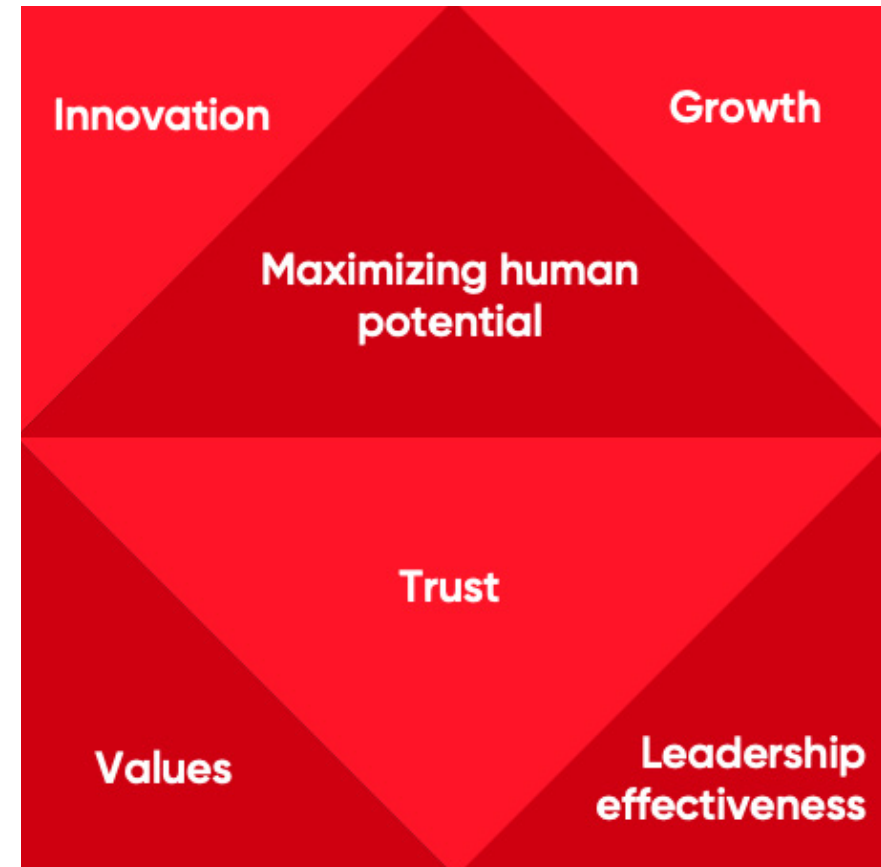 Innovation
Growth
Maximizing human
potential
Trust
Values
Leadership
effectiveness